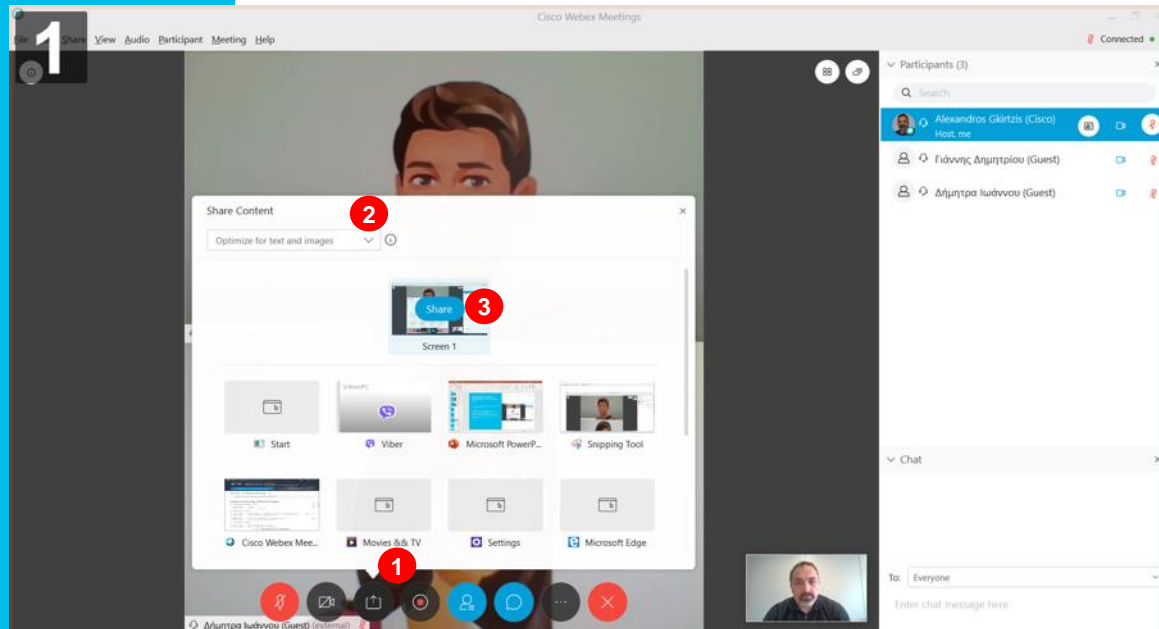 Cisco Webex Meetings
1
Share View Audio Participant Meeting Help
Connected
Participants (3)
Search
Alexandros Gkirtzis (Cisco)
Host, me
Γιάννης Δημητρίου (Guest)
Δήμητρα Ιωάννου (Guest)
Share Content
2
Optimize for text and images
Share
3
Screen 1
ViberPC
Start
Viber
Microsoft PowerP...
Snipping Tool
Cisco Webex Mee...
Movies && TV
Settings
Microsoft Edge
1
Chat
To: Everyone
Enter chat message here
Δήμητρα Ιωάννου (Guest) (external)